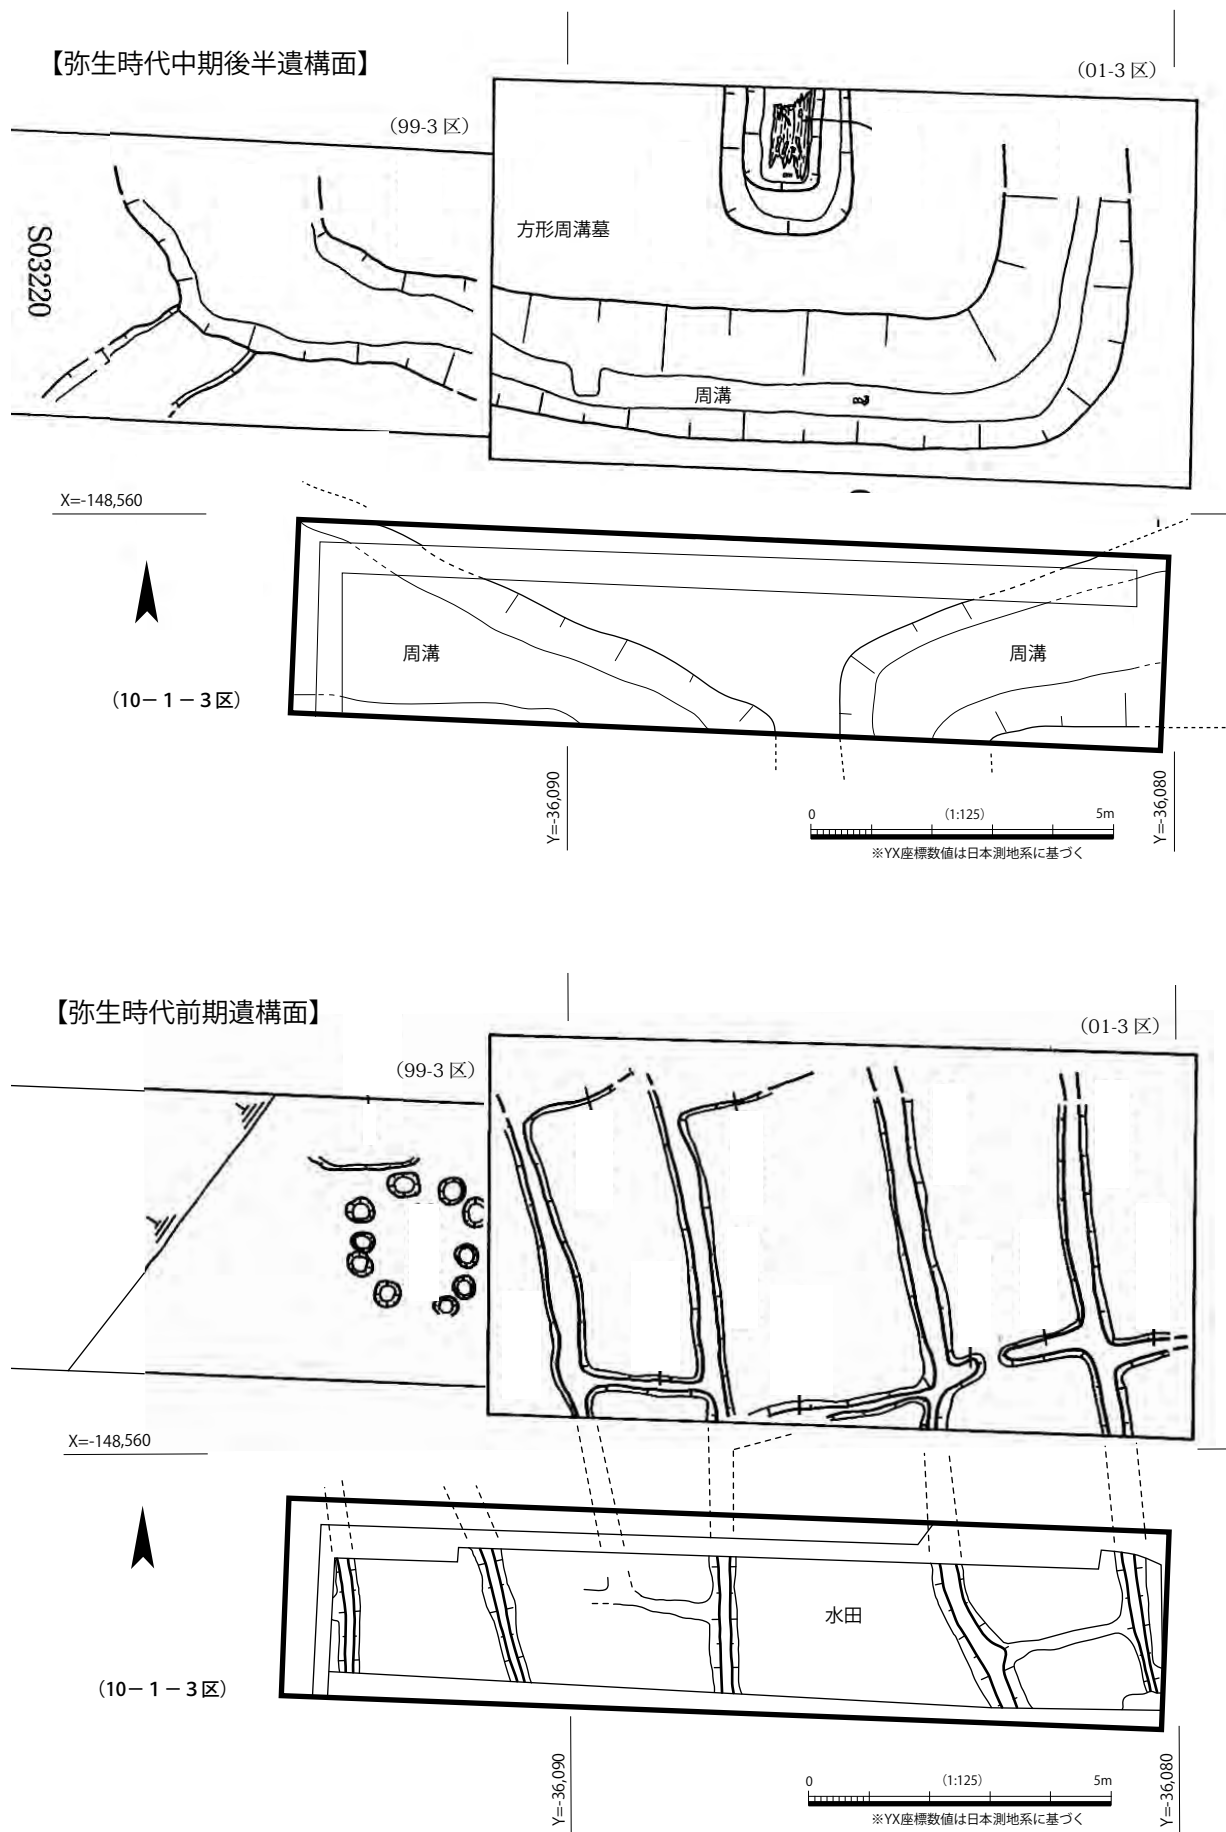 【弥生時代中期後半遺構面】
(01-3 区)
(99-3 区)
方形周溝墓
S03220
周溝
X=-148,560
周溝
周溝
(10－1－3区)
Y=-36,090
Y=-36,080
0 (1:125) 5m
※YX座標数値は日本測地系に基づく
【弥生時代前期遺構面】
(01-3 区)
(99-3 区)
X=-148,560
水田
(10－1－3区)
Y=-36,090
Y=-36,080
0 (1:125) 5m
※YX座標数値は日本測地系に基づく